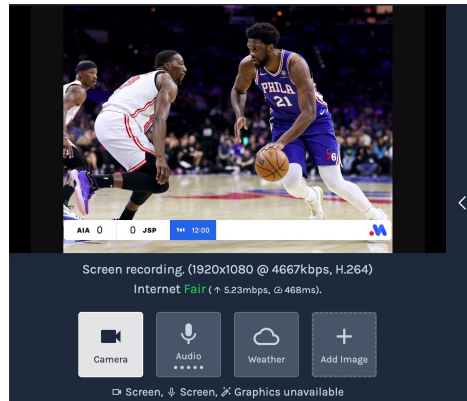 PHILA
21
6
AIA 0 0 JSP 1st 12:00
Screen recording. (1920x1080 @ 4667kbps, H.264)
Internet Fair (↑ 5.23mbps, 468ms).
Camera
Audio
Weather
Add Image
Screen, Screen, Graphics unavailable